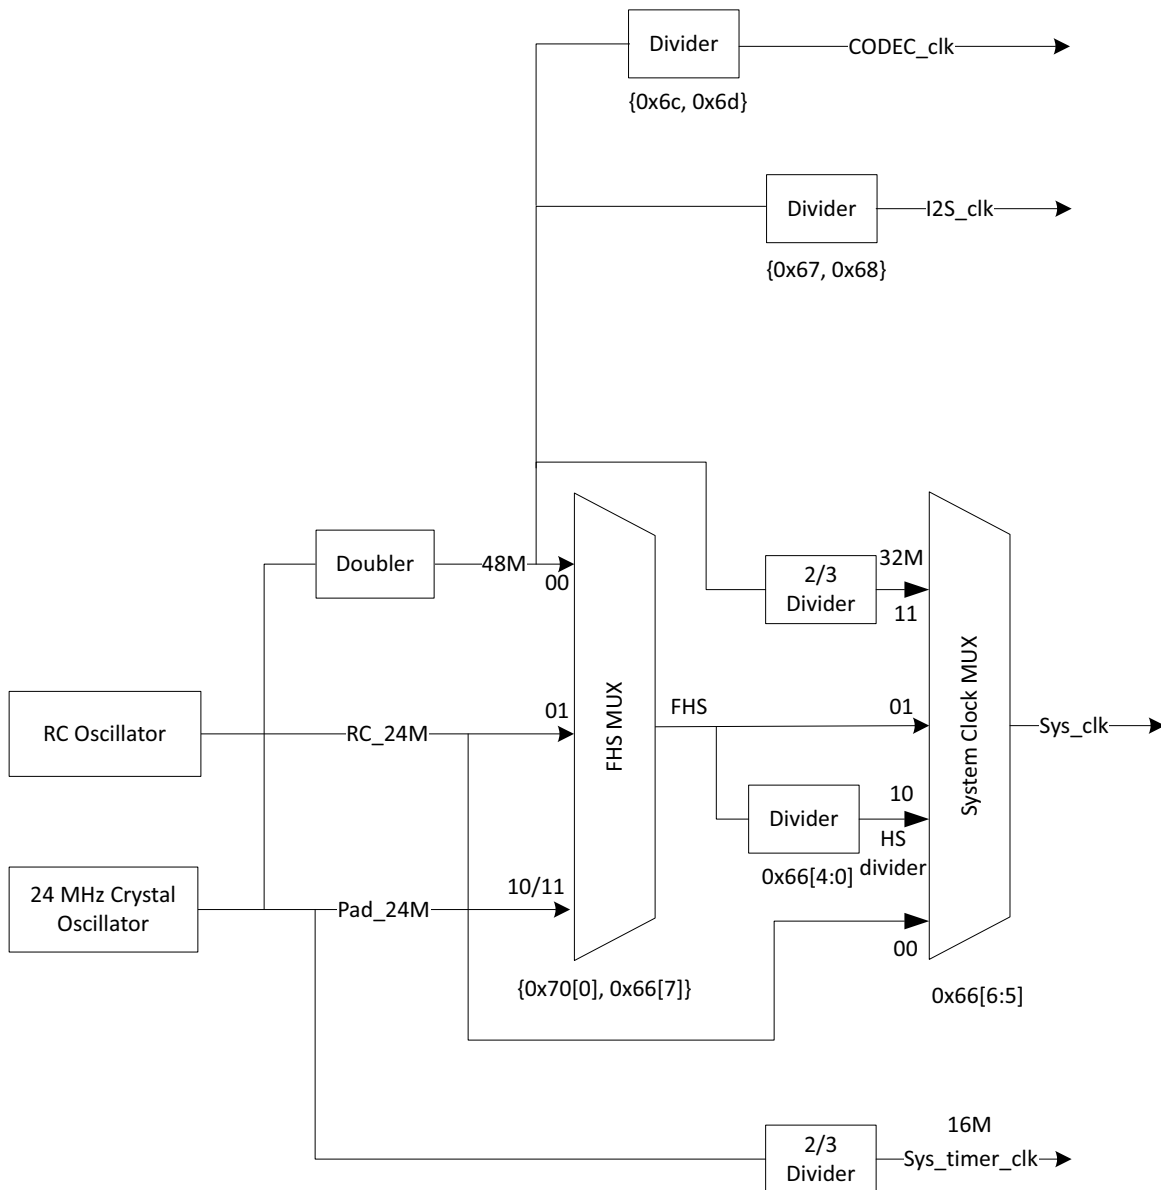 Divider
CODEC_clk
{0x6c, 0x6d}
Divider
I2S_clk
{0x67, 0x68}
Doubler
48M
00
2/3
Divider
32M
11
RC Oscillator
RC_24M
01
FHS MUX
FHS
01
System Clock MUX
Sys_clk
Divider
10
HS
divider
0x66[4:0]
24 MHz Crystal
Oscillator
Pad_24M
10/11
00
{0x70[0], 0x66[7]}
0x66[6:5]
2/3
Divider
16M
Sys_timer_clk